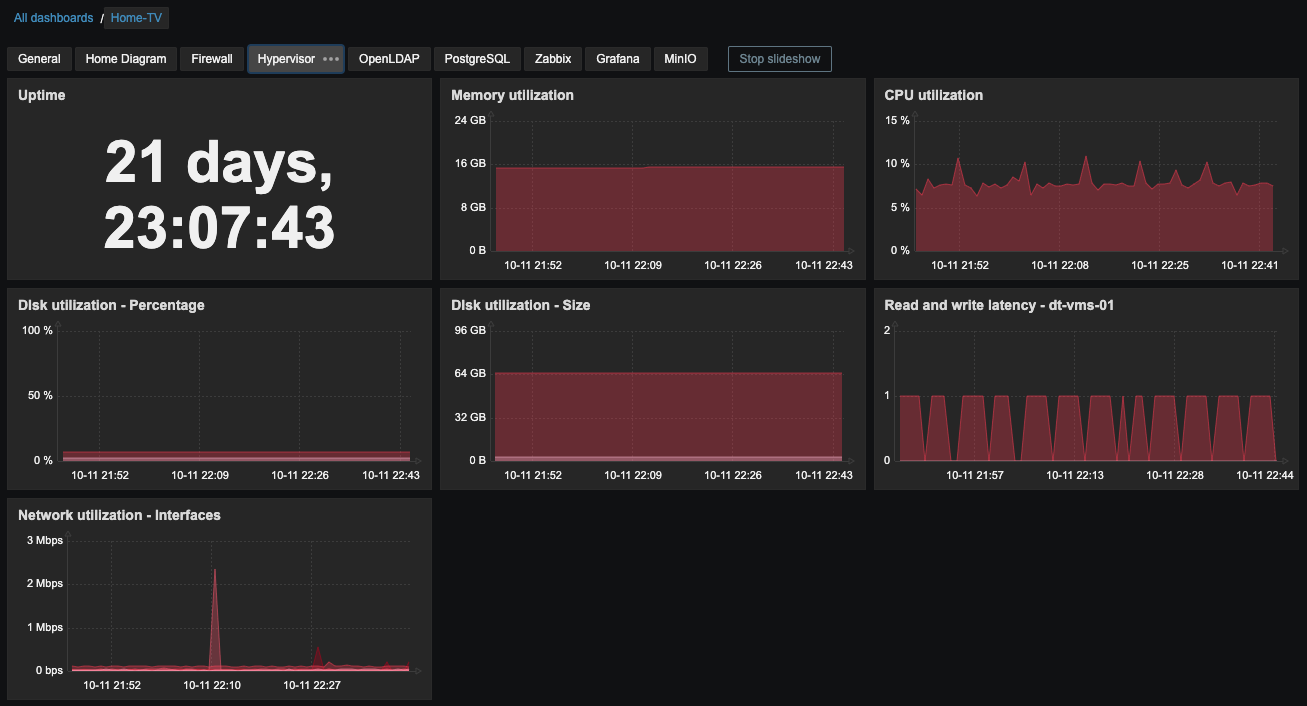 All dashboards / Home-TV
General Home Diagram Firewall Hypervisor ••• OpenLDAP PostgreSQL Zabbix Grafana MinIO Stop slideshow
Uptime
21 days,
23:07:43
Memory utilization
24 GB
16 GB
8 GB
0 B
10-11 21:52 10-11 22:09 10-11 22:26 10-11 22:43
CPU utilization
15 %
10 %
5 %
0 %
10-11 21:52 10-11 22:08 10-11 22:25 10-11 22:41
Disk utilization - Percentage
100 %
50 %
0 %
10-11 21:52 10-11 22:09 10-11 22:26 10-11 22:43
Disk utilization - Size
96 GB
64 GB
32 GB
0 B
10-11 21:52 10-11 22:09 10-11 22:26 10-11 22:43
Read and write latency - dt-vms-01
2
1
0
10-11 21:57 10-11 22:13 10-11 22:28 10-11 22:44
Network utilization - Interfaces
3 Mbps
2 Mbps
1 Mbps
0 bps
10-11 21:52 10-11 22:10 10-11 22:27